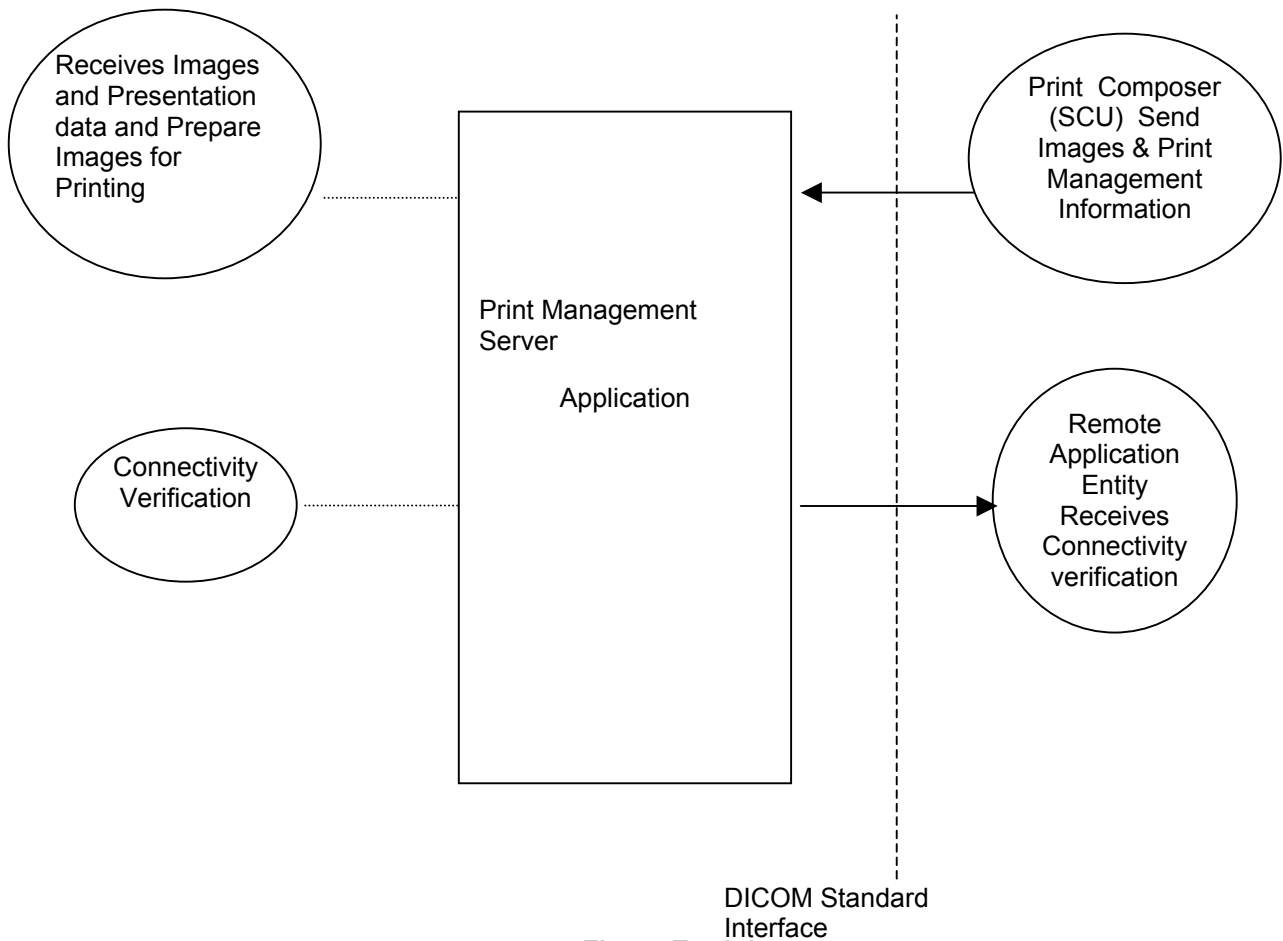 Receives Images
and Presentation
data and Prepare
Images for
Printing
Print Composer
(SCU) Send
Images & Print
Management
Information
Print Management
Server
Application
Connectivity
Verification
Remote
Application
Entity
Receives
Connectivity
verification
DICOM Standard
Interface